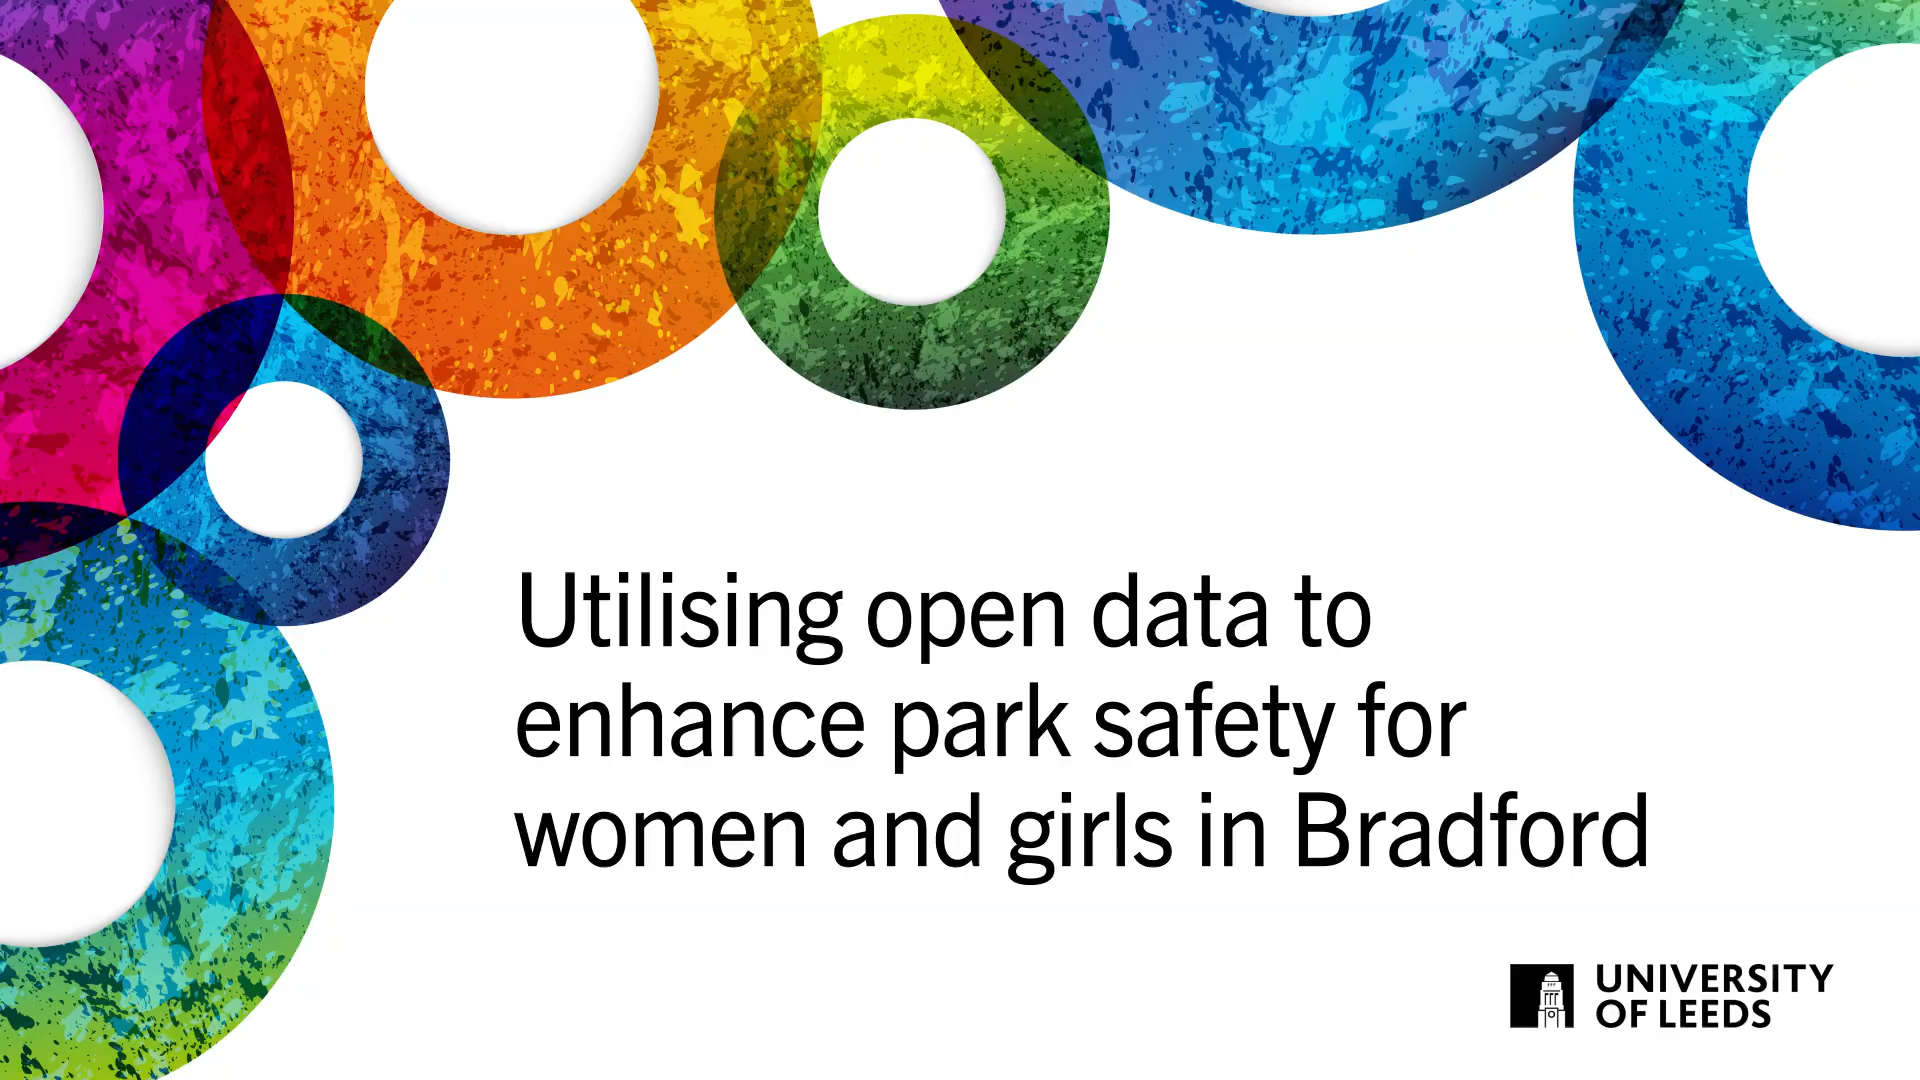 Utilising open data to
enhance park safety for
women and girls in Bradford
UNIVERSITY
OF LEEDS